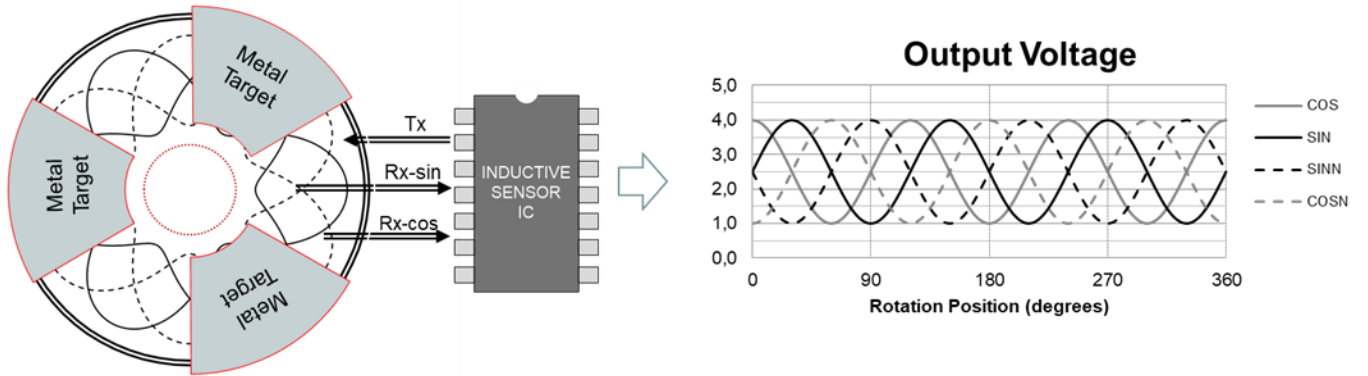 Metal
Target
Metal
Target
Metal
Target
Tx
Rx-sin
Rx-cos
INDUCTIVE
SENSOR
IC
Output Voltage
5,0
4,0
3,0
2,0
1,0
0,0
0 90 180 270 360
Rotation Position (degrees)
COS
SIN
SINN
COSN